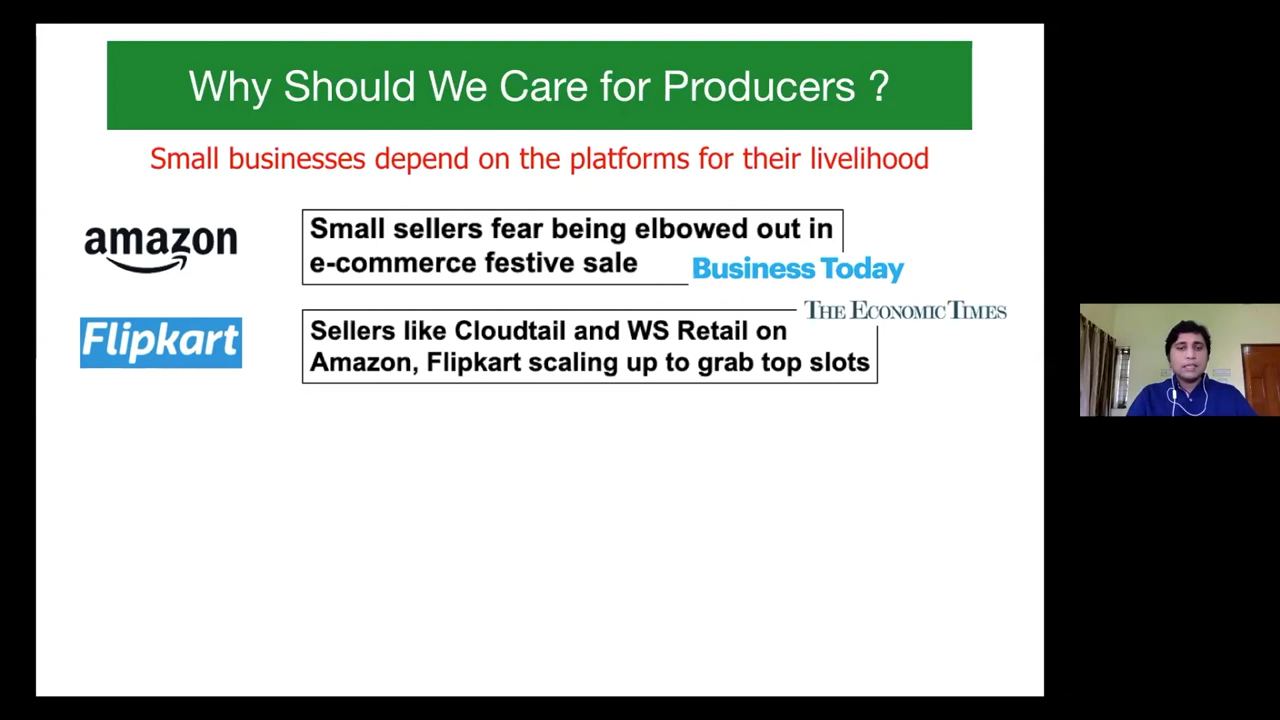 Why Should We Care for Producers ?
Small businesses depend on the platforms for their livelihood
amazon
Small sellers fear being elbowed out in
e-commerce festive sale
Business Today
THE ECONOMIC TIMES
Flipkart
Sellers like Cloudtail and WS Retail on
Amazon, Flipkart scaling up to grab top slots